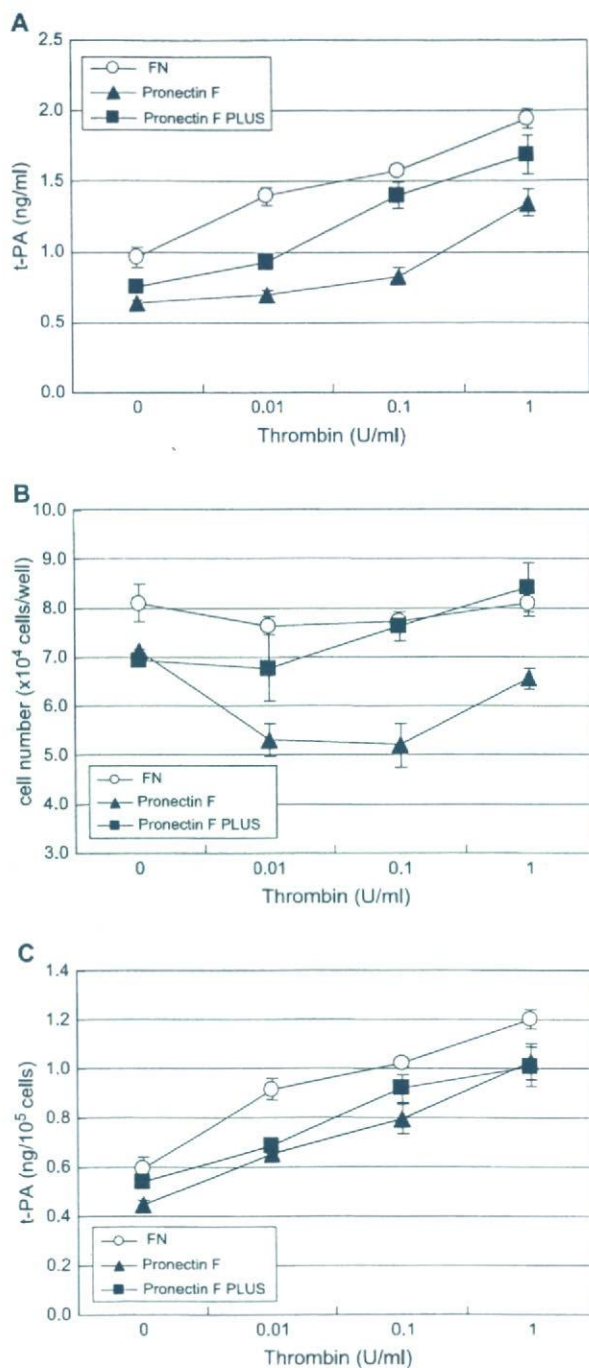 A
2.5
2.0
1.5
1.0
0.5
0.0
t-PA (ng/ml)
FN
Pronectin F
Pronectin F PLUS
0 0.01 0.1 1
Thrombin (U/ml)
B
10.0
9.0
8.0
7.0
6.0
5.0
4.0
3.0
cell number (x10⁴ cells/well)
FN
Pronectin F
Pronectin F PLUS
0 0.01 0.1 1
Thrombin (U/ml)
C
1.4
1.2
1.0
0.8
0.6
0.4
0.2
0.0
t-PA (ng/10⁵ cells)
FN
Pronectin F
Pronectin F PLUS
0 0.01 0.1 1
Thrombin (U/ml)